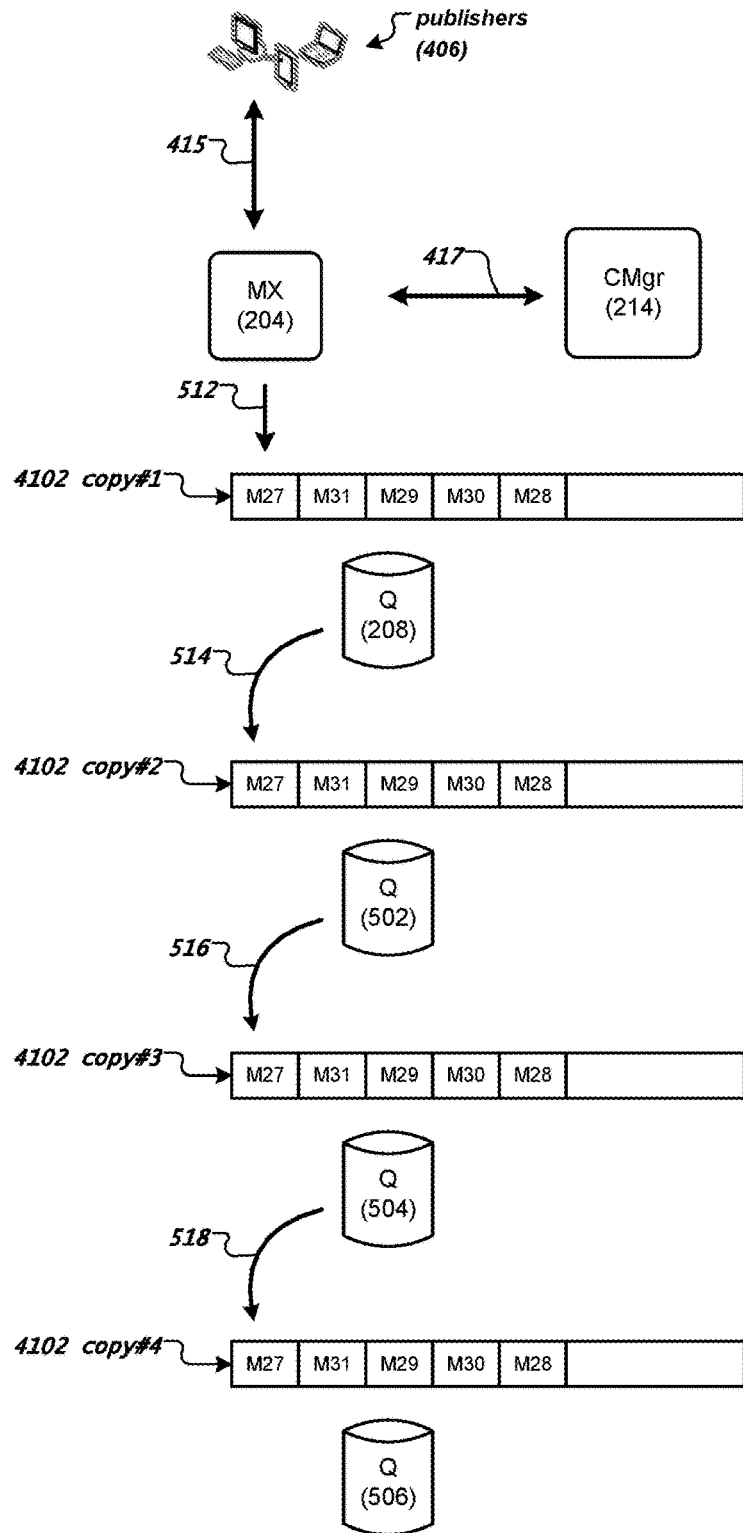 publishers
(406)
415
MX
(204)
417
CMgr
(214)
512
4102 copy#1
M27 M31 M29 M30 M28
Q
(208)
514
4102 copy#2
M27 M31 M29 M30 M28
Q
(502)
516
4102 copy#3
M27 M31 M29 M30 M28
Q
(504)
518
4102 copy#4
M27 M31 M29 M30 M28
Q
(506)